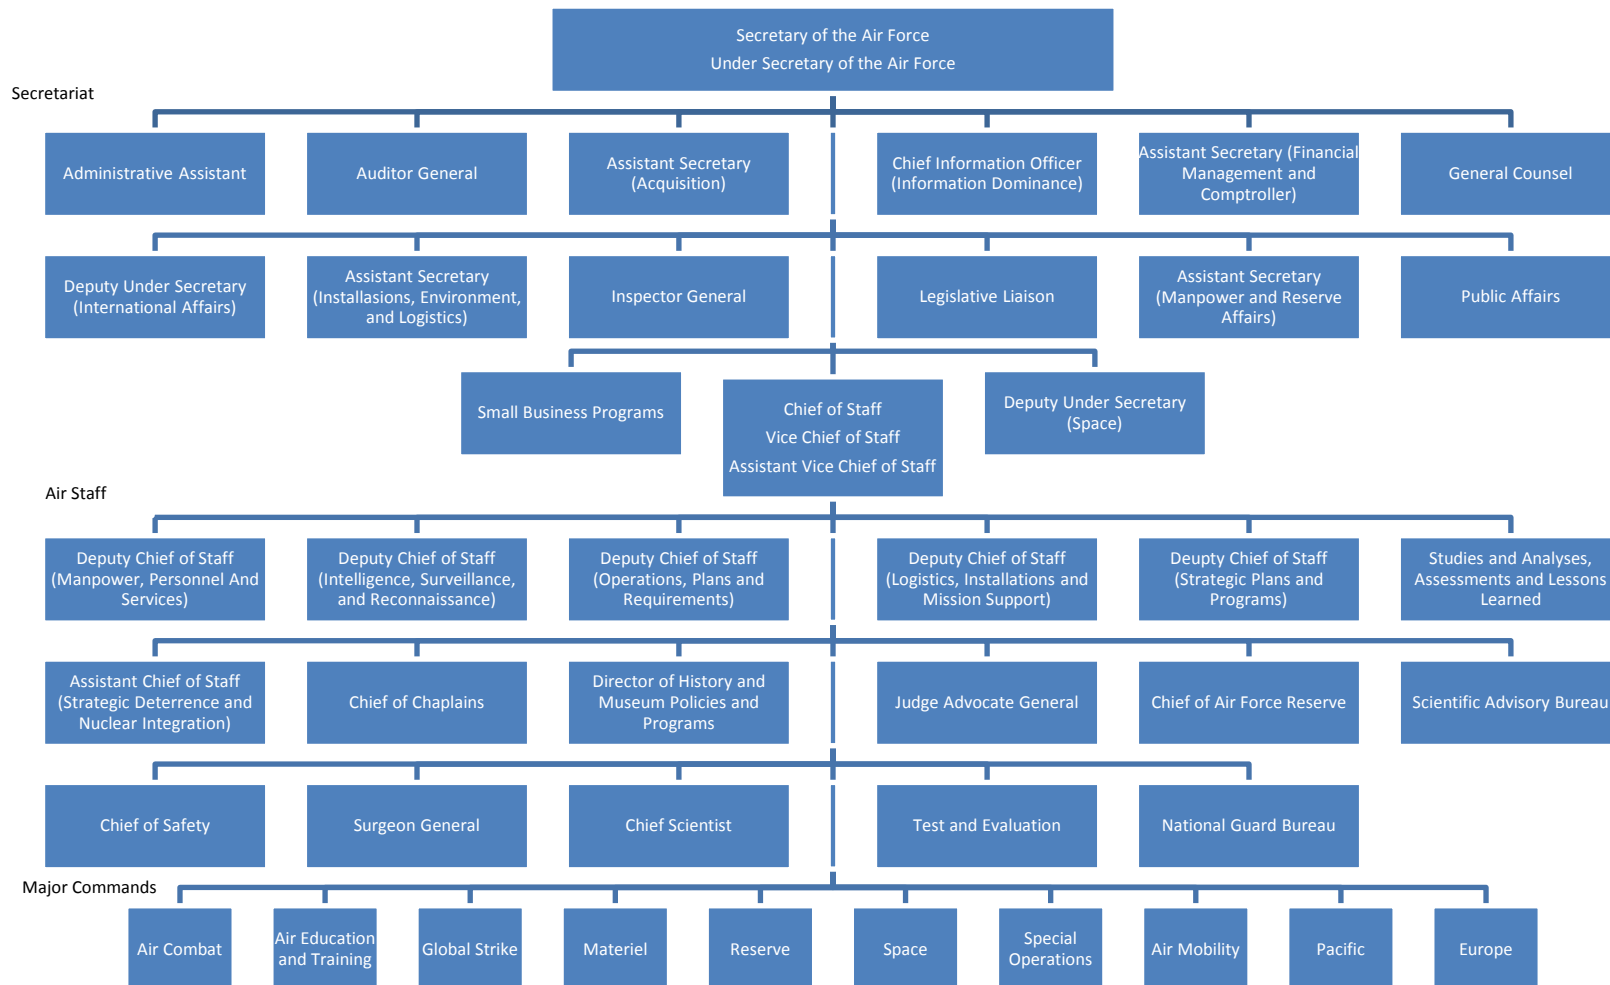 Secretary of the Air Force
Under Secretary of the Air Force
Secretariat
Administrative Assistant
Auditor General
Assistant Secretary
(Acquisition)
Chief Information Officer
(Information Dominance)
Assistant Secretary (Financial
Management and
Comptroller)
General Counsel
Deputy Under Secretary
(International Affairs)
Assistant Secretary
(Installasions, Environment,
and Logistics)
Inspector General
Legislative Liaison
Assistant Secretary
(Manpower and Reserve
Affairs)
Public Affairs
Small Business Programs
Chief of Staff
Vice Chief of Staff
Assistant Vice Chief of Staff
Deputy Under Secretary
(Space)
Air Staff
Deputy Chief of Staff
(Manpower, Personnel And
Services)
Deputy Chief of Staff
(Intelligence, Surveillance,
and Reconnaissance)
Deputy Chief of Staff
(Operations, Plans and
Requirements)
Deputy Chief of Staff
(Logistics, Installations and
Mission Support)
Deupty Chief of Staff
(Strategic Plans and
Programs)
Studies and Analyses,
Assessments and Lessons
Learned
Assistant Chief of Staff
(Strategic Deterrence and
Nuclear Integration)
Chief of Chaplains
Director of History and
Museum Policies and
Programs
Judge Advocate General
Chief of Air Force Reserve
Scientific Advisory Bureau
Chief of Safety
Surgeon General
Chief Scientist
Test and Evaluation
National Guard Bureau
Major Commands
Air Combat
Air Education
and Training
Global Strike
Materiel
Reserve
Space
Special
Operations
Air Mobility
Pacific
Europe